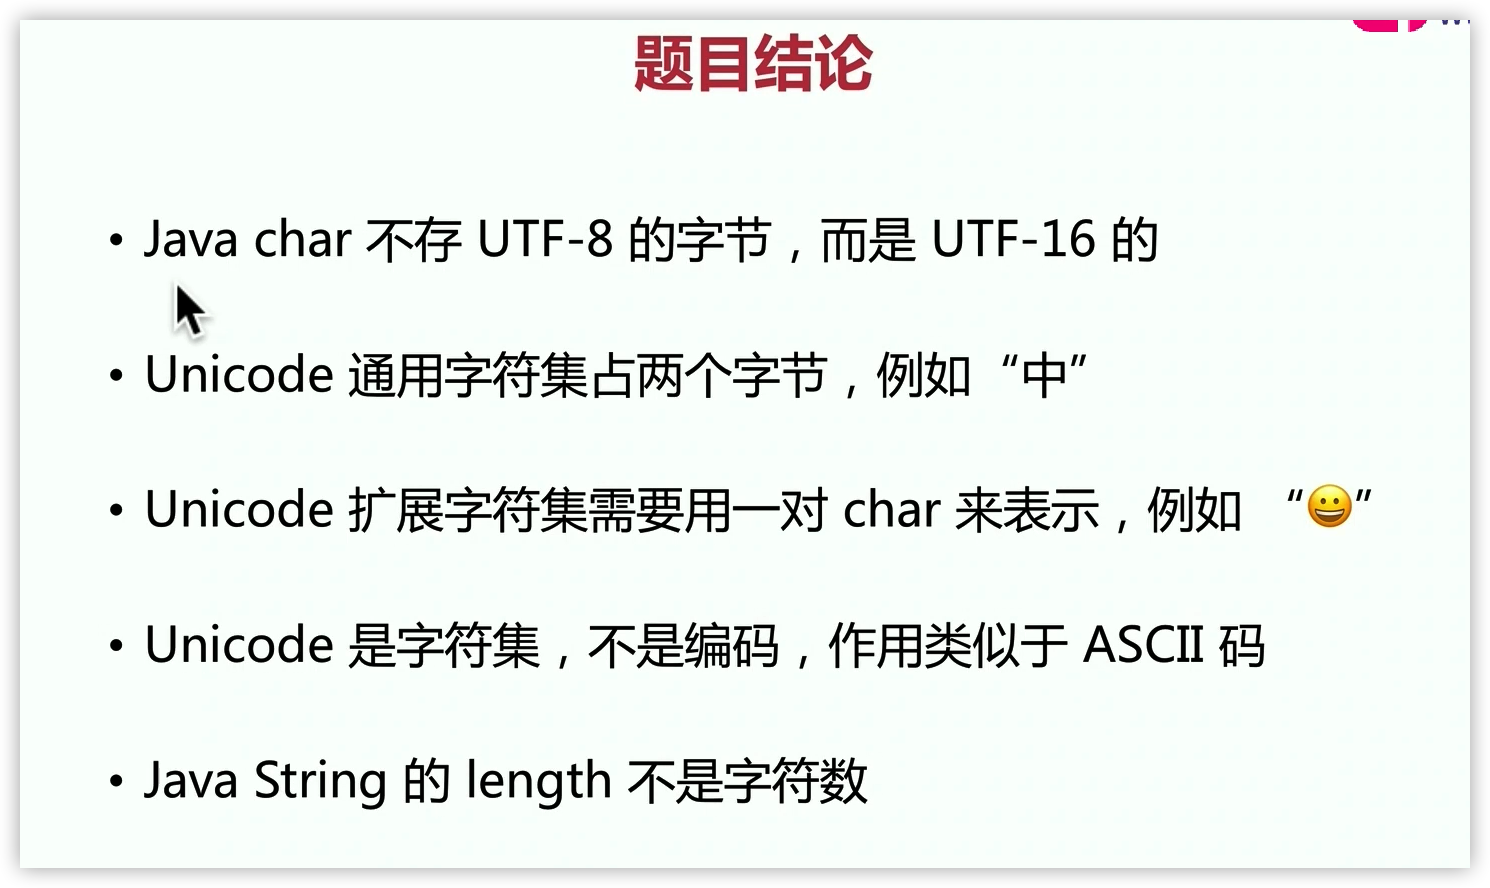 题目结论
• Java char 不存 UTF-8 的字节，而是 UTF-16 的
• Unicode 通用字符集占两个字节，例如“中”
• Unicode 扩展字符集需要用一对 char 来表示，例如 “😀”
• Unicode 是字符集，不是编码，作用类似于 ASCII 码
• Java String 的 length 不是字符数